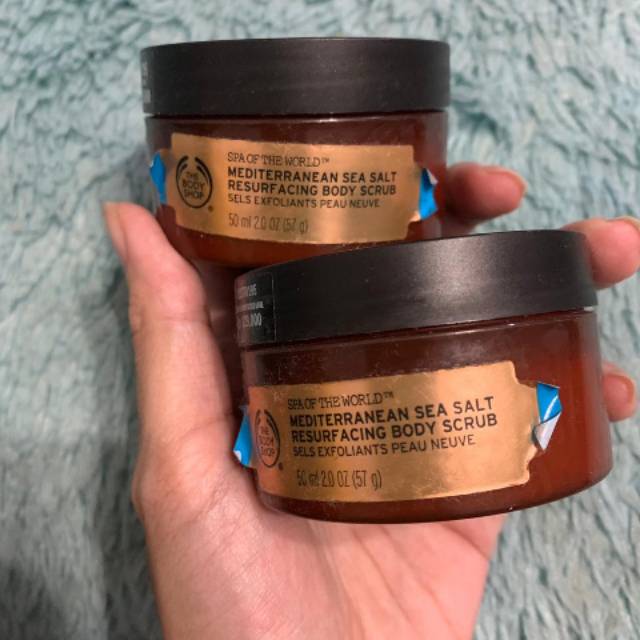 THE
BODY
SHOP
SPA OF THE WORLD™
MEDITERRANEAN SEA SALT
RESURFACING BODY SCRUB
SELS EXFOLIANTS PEAU NEUVE
50 ml 2.0 OZ (57 g)
THE
BODY
SHOP
SPA OF THE WORLD™
MEDITERRANEAN SEA SALT
RESURFACING BODY SCRUB
SELS EXFOLIANTS PEAU NEUVE
50 ml 2.0 OZ (57 g)